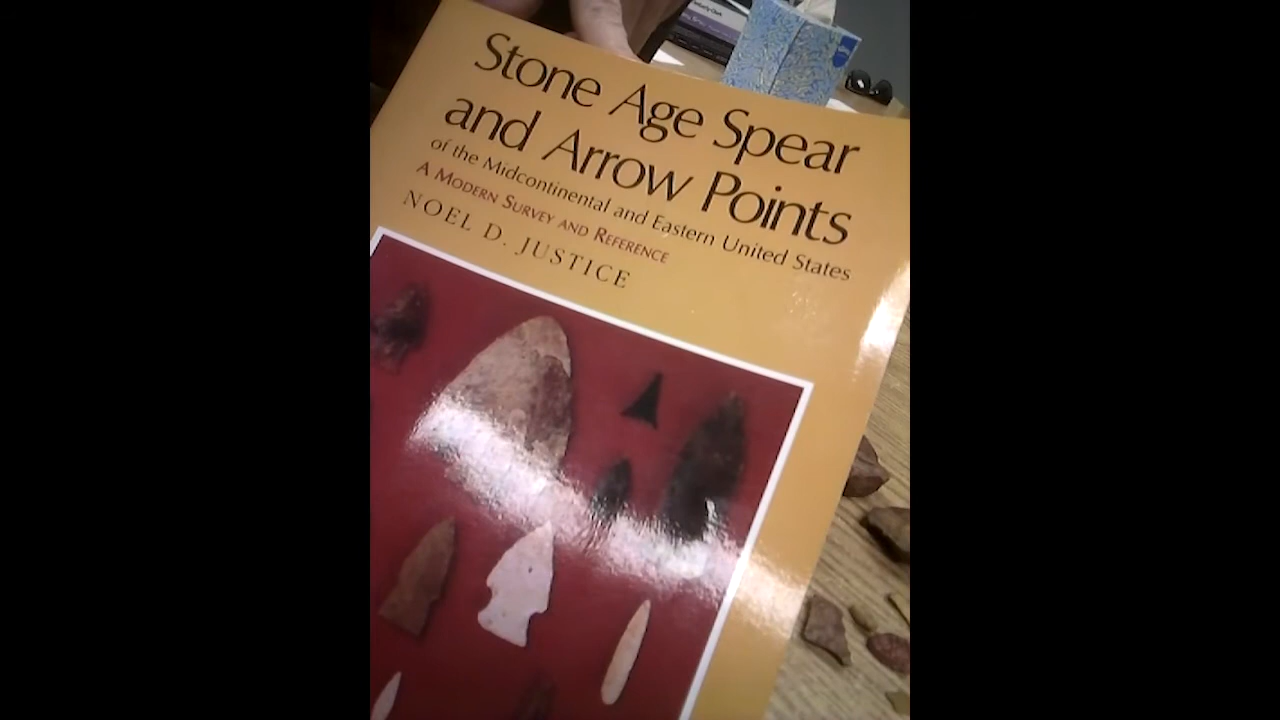 Stone Age Spear
and Arrow Points
of the Midcontinental and Eastern United States
A MODERN SURVEY AND REFERENCE
NOEL D. JUSTICE